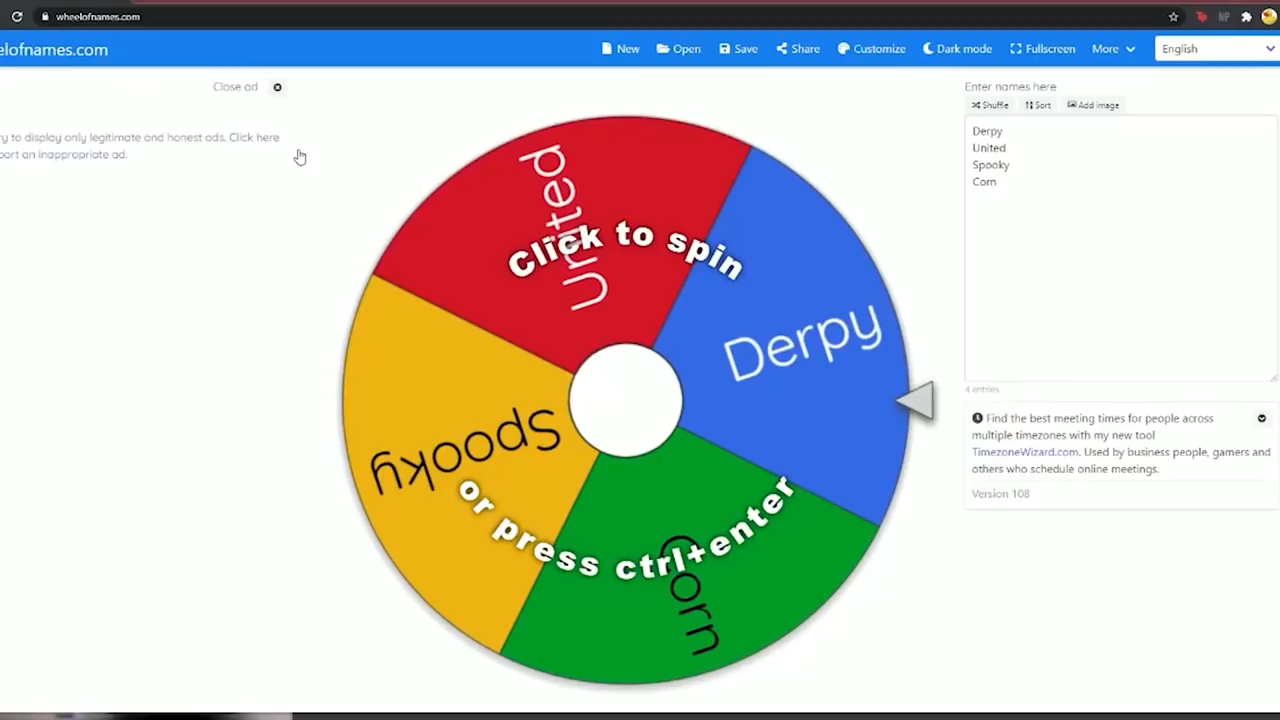 wheelofnames.com
NP
elofnames.com
New
Open
Save
Share
Customize
Dark mode
Fullscreen
More
English
Close ad
y to display only legitimate and honest ads. Click here
port an inappropriate ad.
United
Click to spin
Derpy
Spooky
or press ctrl+enter
Corn
Enter names here
Shuffle
Sort
Add image
Derpy
United
Spooky
Corn
4 entries
Find the best meeting times for people across
multiple timezones with my new tool
TimezoneWizard.com. Used by business people, gamers and
others who schedule online meetings.
Version 108